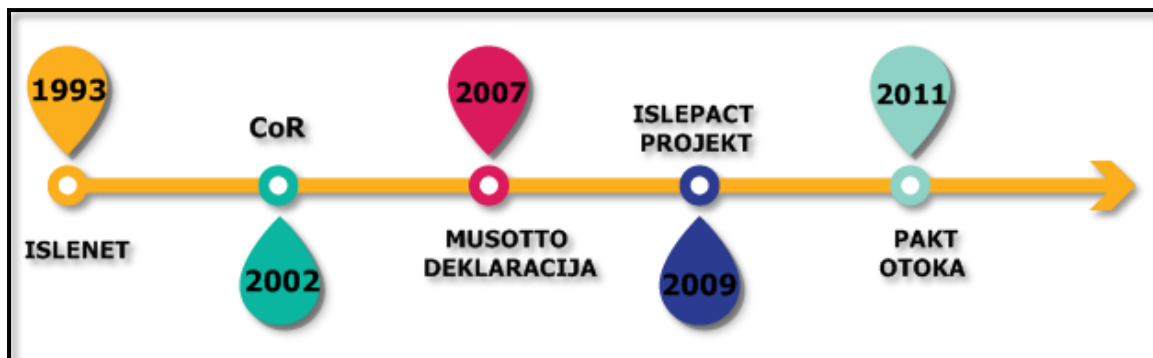 1993
ISLENET
CoR
2002
2007
MUSOTTO
DEKLARACIJA
ISLEPACT
PROJEKT
2009
2011
PAKT
OTOKA